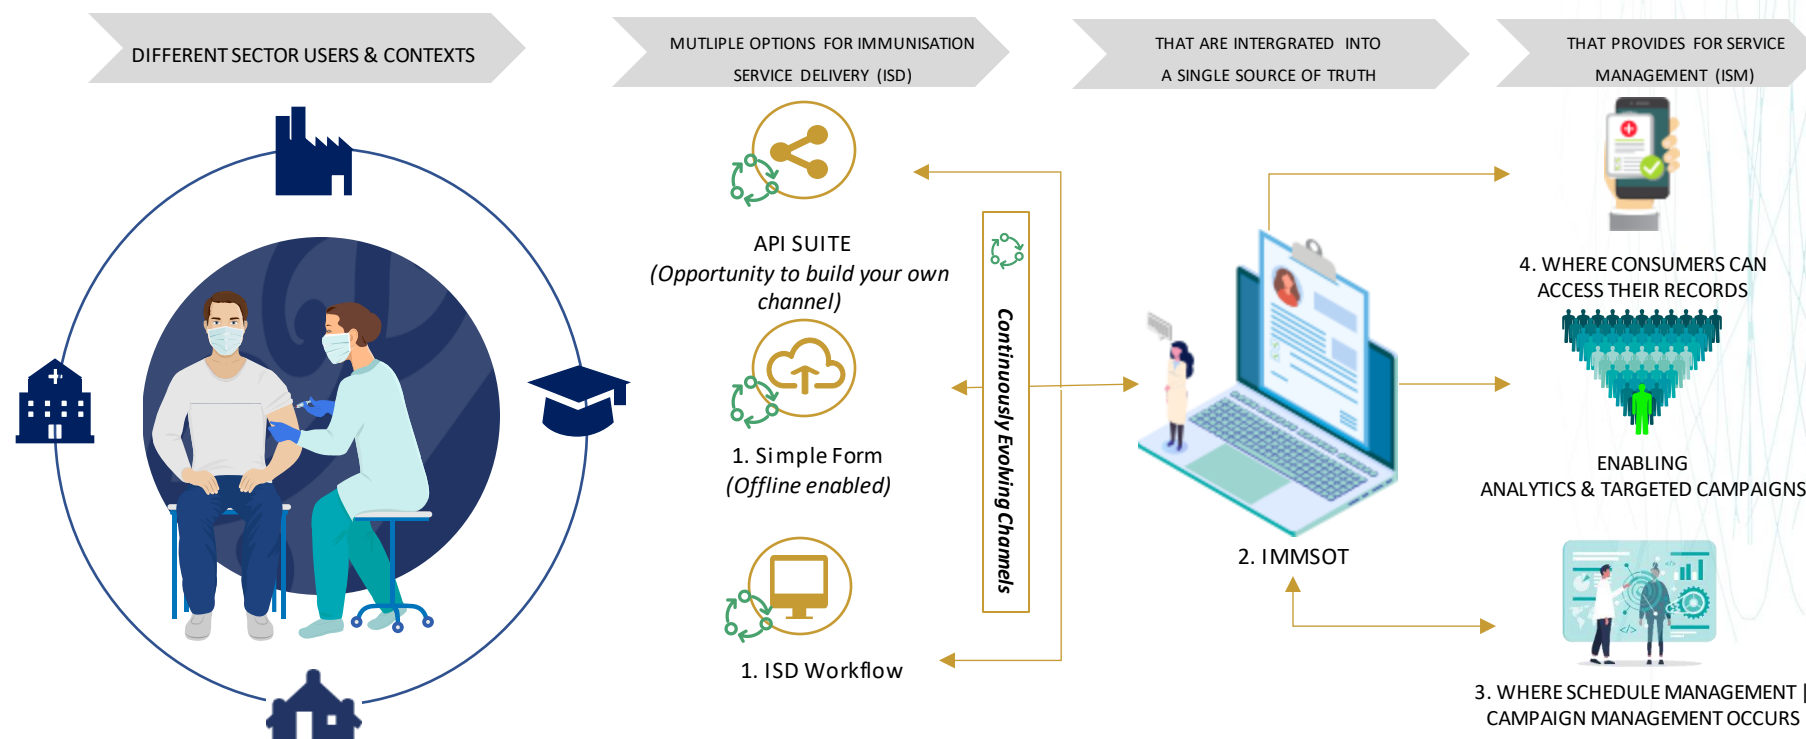 DIFFERENT SECTOR USERS & CONTEXTS
MUTLIPLE OPTIONS FOR IMMUNISATION
SERVICE DELIVERY (ISD)
THAT ARE INTERGRATED INTO
A SINGLE SOURCE OF TRUTH
THAT PROVIDES FOR SERVICE
MANAGEMENT (ISM)
API SUITE
(Opportunity to build your own
channel)
1. Simple Form
(Offline enabled)
1. ISD Workflow
Continuously Evolving Channels
2. IMMSOT
4. WHERE CONSUMERS CAN
ACCESS THEIR RECORDS
ENABLING
ANALYTICS & TARGETED CAMPAIGNS
3. WHERE SCHEDULE MANAGEMENT |
CAMPAIGN MANAGEMENT OCCURS